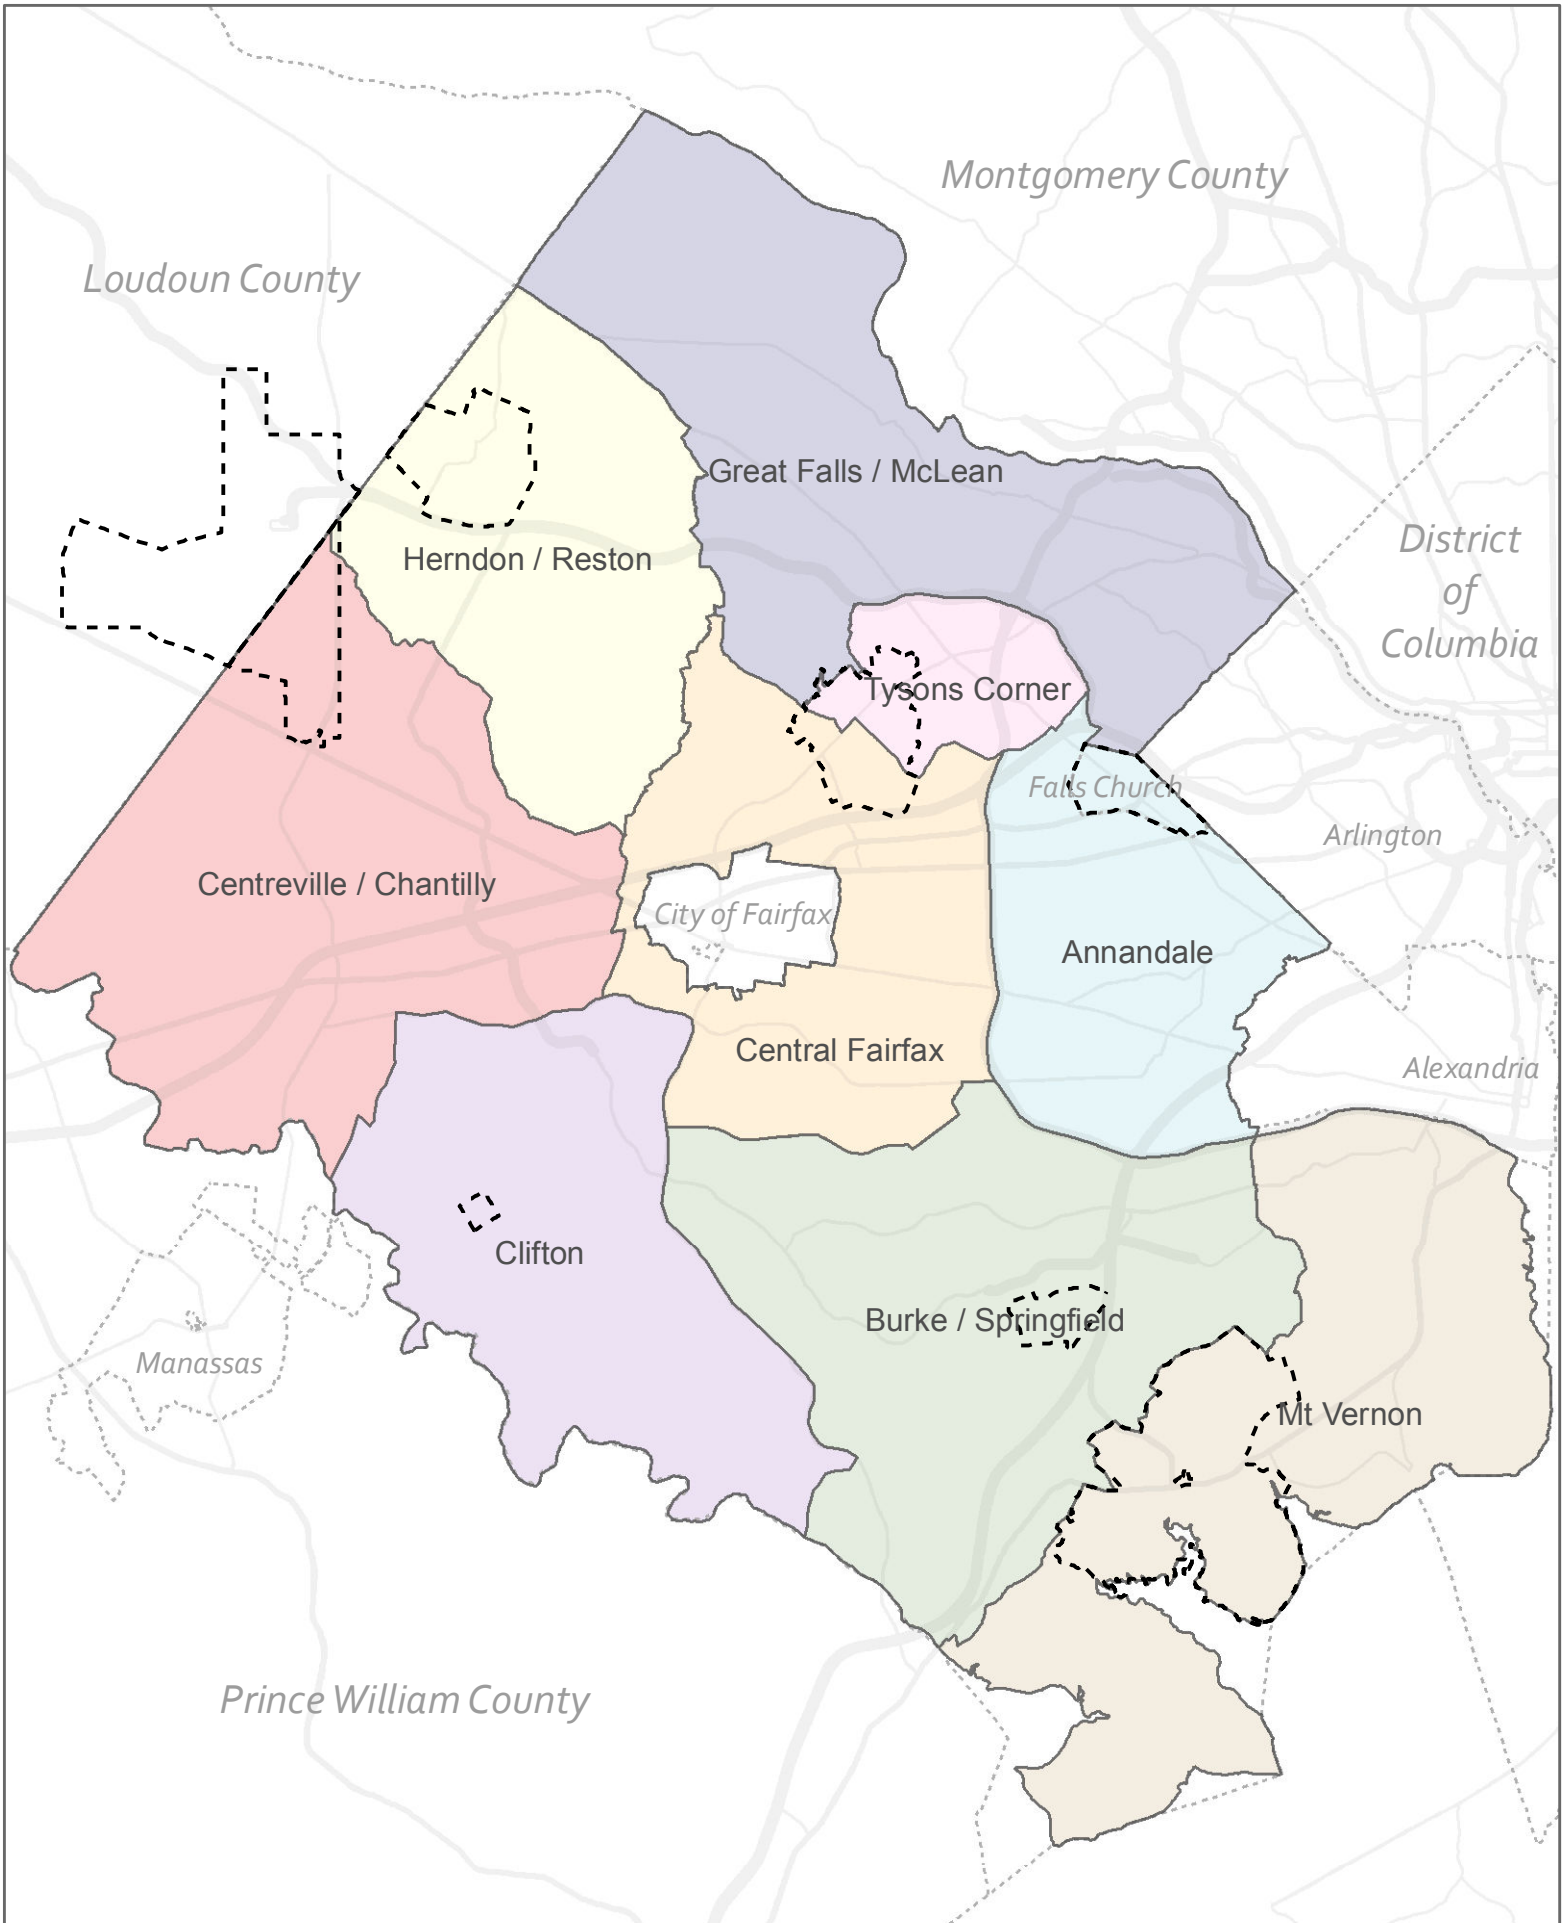 Montgomery County
Loudoun County
Great Falls / McLean
District
of
Columbia
Herndon / Reston
Tysons Corner
Falls Church
Arlington
Centreville / Chantilly
City of Fairfax
Annandale
Central Fairfax
Alexandria
Clifton
Burke / Springfield
Manassas
Mt Vernon
Prince William County